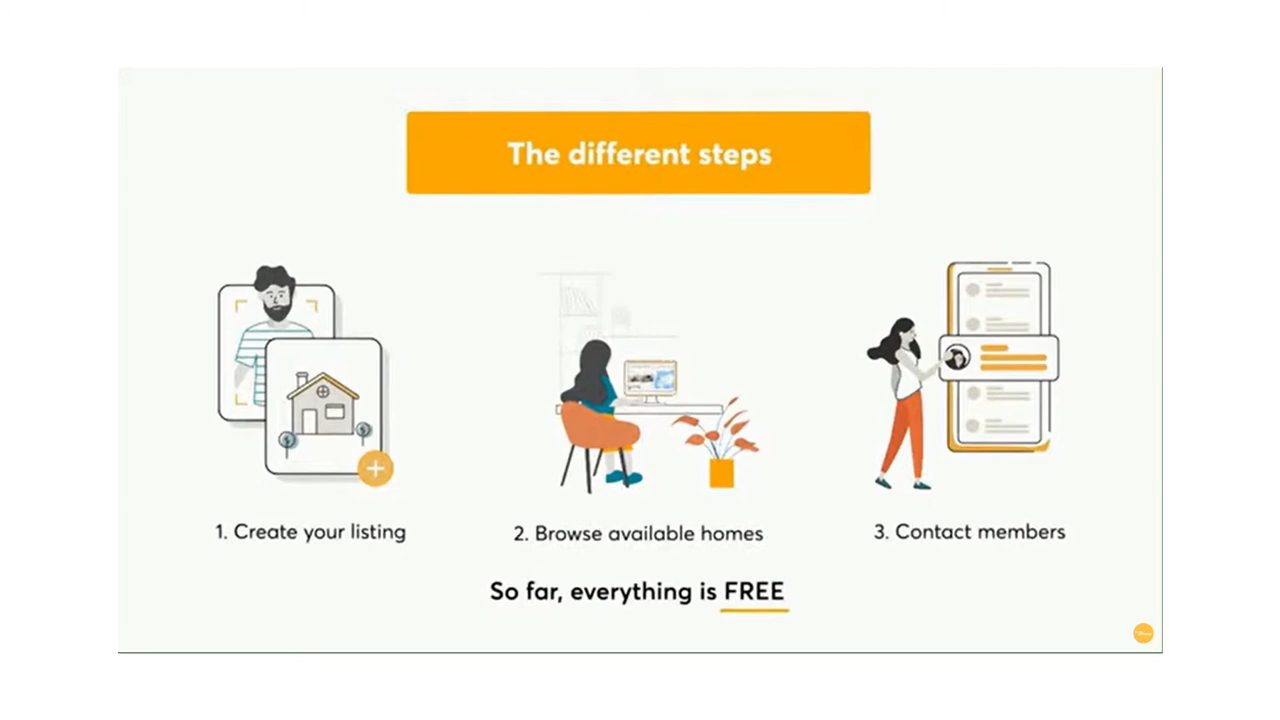 The different steps
1. Create your listing
2. Browse available homes
3. Contact members
So far, everything is FREE